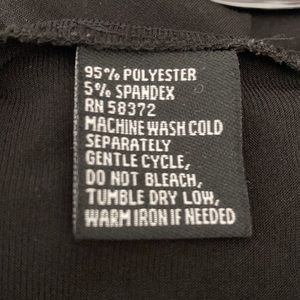 95% POLYESTER
5% SPANDEX
RN 58372
MACHINE WASH COLD
SEPARATELY
GENTLE CYCLE,
DO NOT BLEACH,
TUMBLE DRY LOW,
WARM IRON IF NEEDED